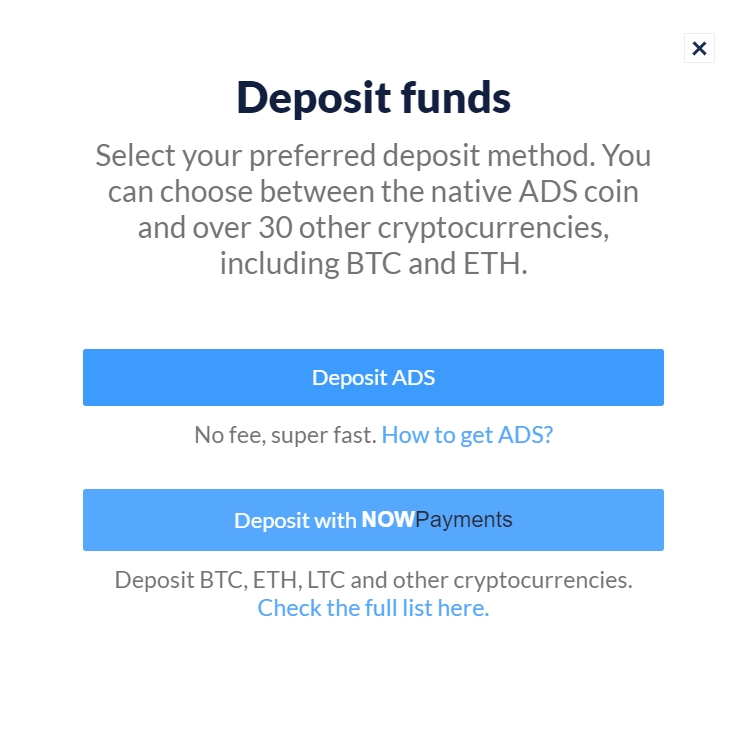 Deposit funds
Select your preferred deposit method. You
can choose between the native ADS coin
and over 30 other cryptocurrencies,
including BTC and ETH.
Deposit ADS
No fee, super fast. How to get ADS?
Deposit with NOWPayments
Deposit BTC, ETH, LTC and other cryptocurrencies.
Check the full list here.